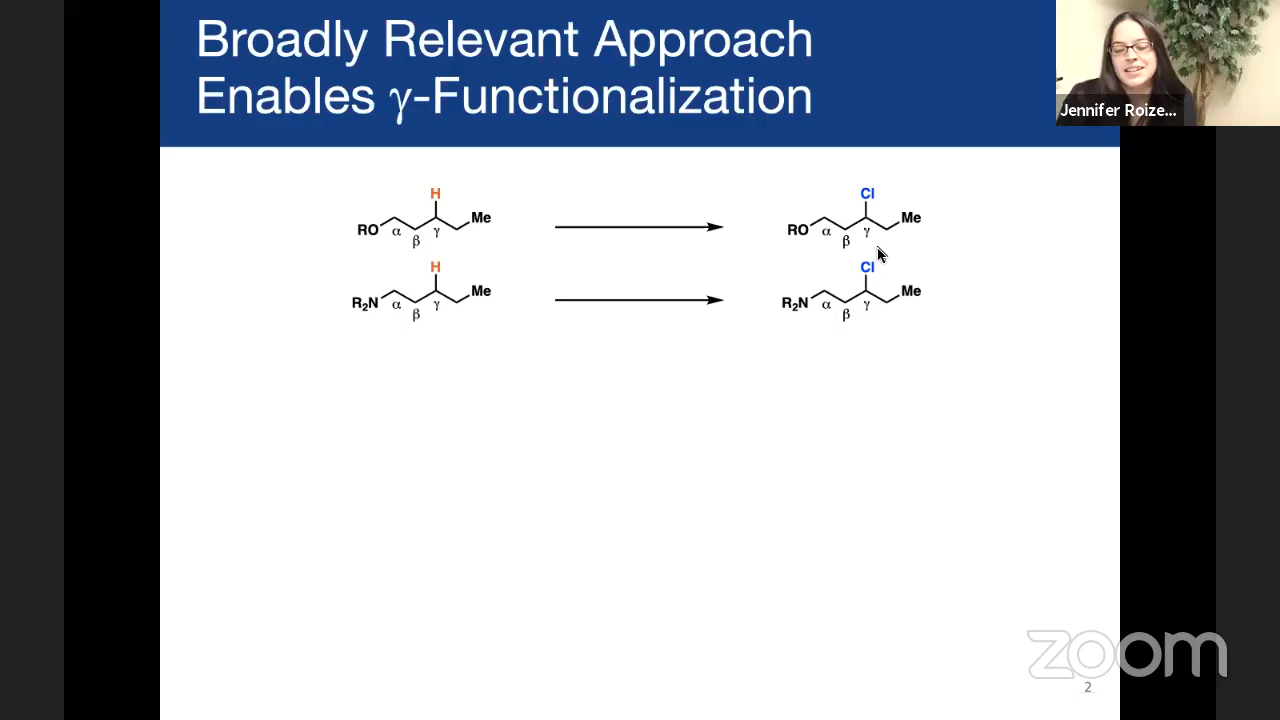 Broadly Relevant Approach
Enables γ-Functionalization
Jennifer Roize...
H
Cl
RO α β γ Me
RO α β γ Me
H
Cl
R2N α β γ Me
R2N α β γ Me
zoom
2